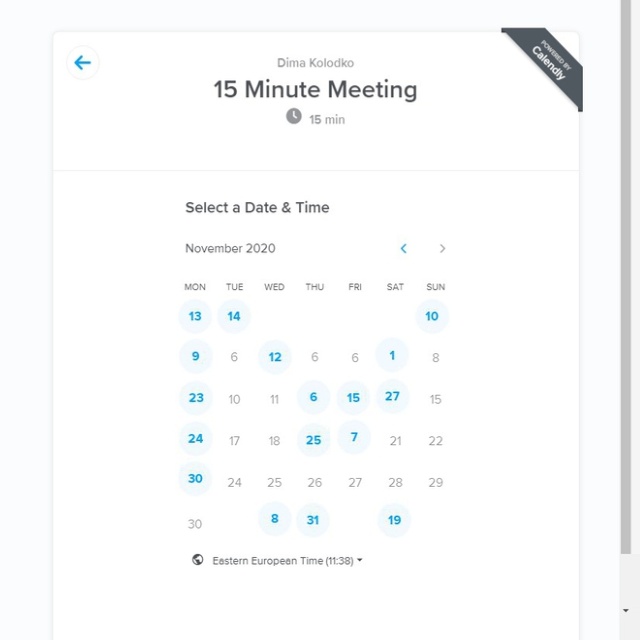 POWERED BY
Calendly
Dima Kolodko
15 Minute Meeting
15 min
Select a Date & Time
November 2020
MON TUE WED THU FRI SAT SUN
13 14 10
9 6 12 6 6 1 8
23 10 11 6 15 27 15
24 17 18 25 7 21 22
30 24 25 26 27 28 29
30 8 31 19
Eastern European Time (11:38)